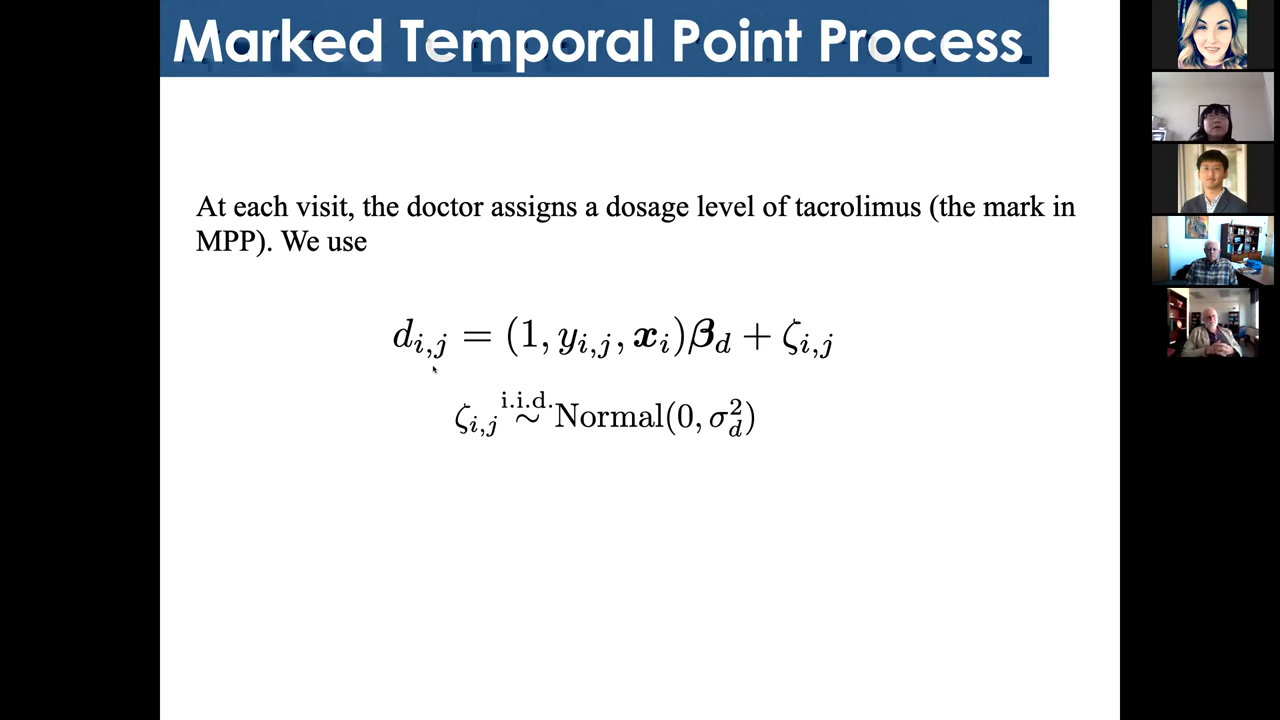 Marked Temporal Point Process
At each visit, the doctor assigns a dosage level of tacrolimus (the mark in
MPP). We use
d_{i,j} = (1, y_{i,j}, x_i)β_d + ζ_{i,j}
ζ_{i,j} i.i.d. ∼ Normal(0, σ_d^2)